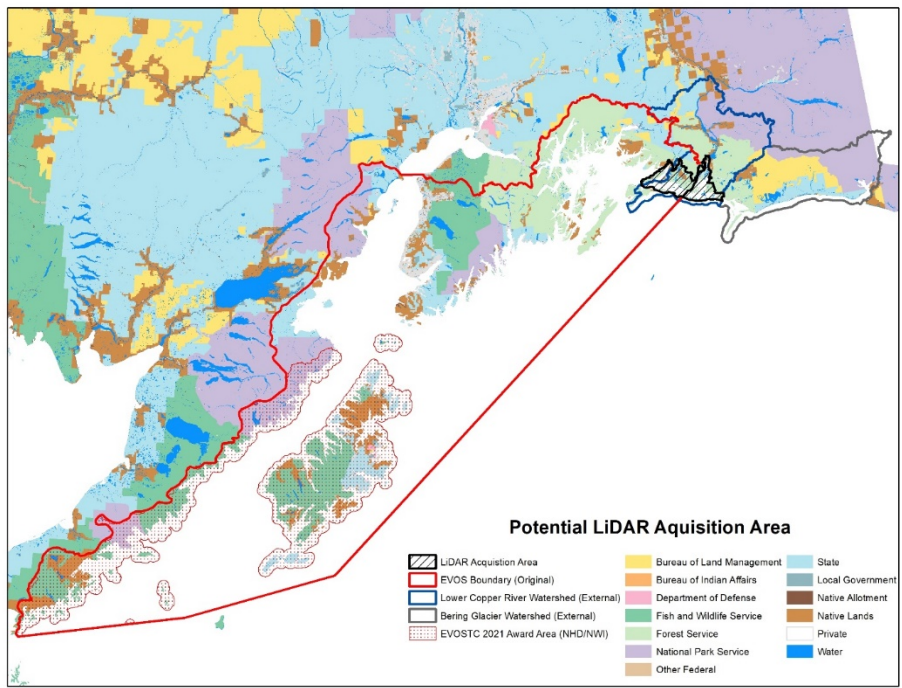 Potential LiDAR Aquisition Area
LiDAR Acquistion Area
EVOS Boundary (Original)
Lower Copper River Watershed (External)
Bering Glacier Watershed (External)
EVOSTC 2021 Award Area (NHD/NWI)
Bureau of Land Management
Bureau of Indian Affairs
Department of Defense
Fish and Wildlife Service
Forest Service
National Park Service
Other Federal
State
Local Government
Native Allotment
Native Lands
Private
Water